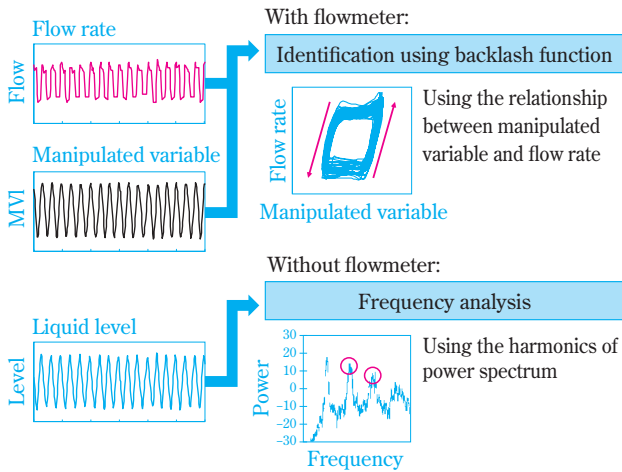 Flow rate
Flow
Manipulated variable
MVl
With flowmeter:
Identification using backlash function
Flow rate
Manipulated variable
Using the relationship
between manipulated
variable and flow rate
Liquid level
Level
Without flowmeter:
Frequency analysis
Power
30
20
10
0
−10
−20
−30
Frequency
Using the harmonics of
power spectrum